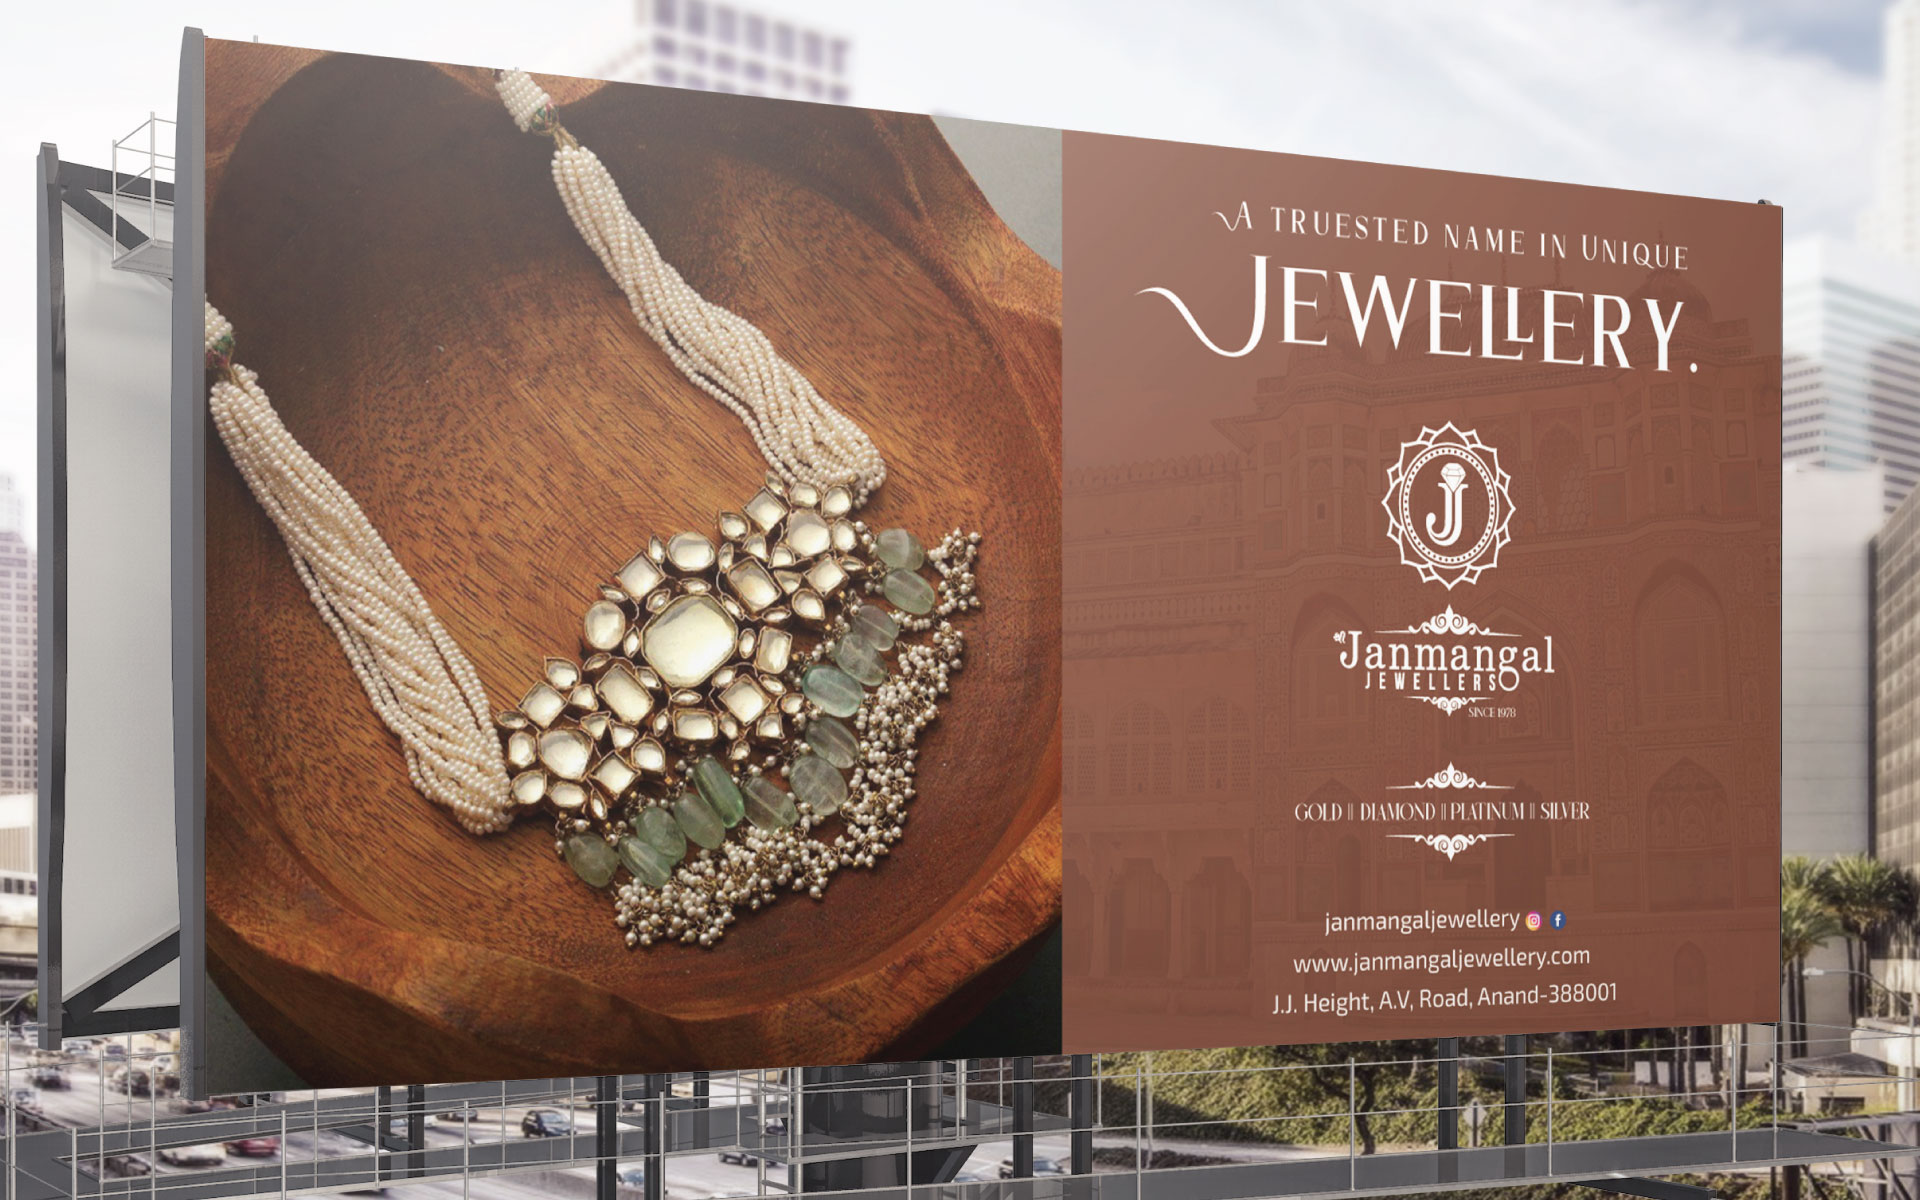 A TRUESTED NAME IN UNIQUE
JEWELLERY.
J
Janmangal
JEWELLERS
SINCE 1978
GOLD || DIAMOND || PLATINUM || SILVER
janmangaljewellery
www.janmangaljewellery.com
J.J. Height, A.V, Road, Anand-388001